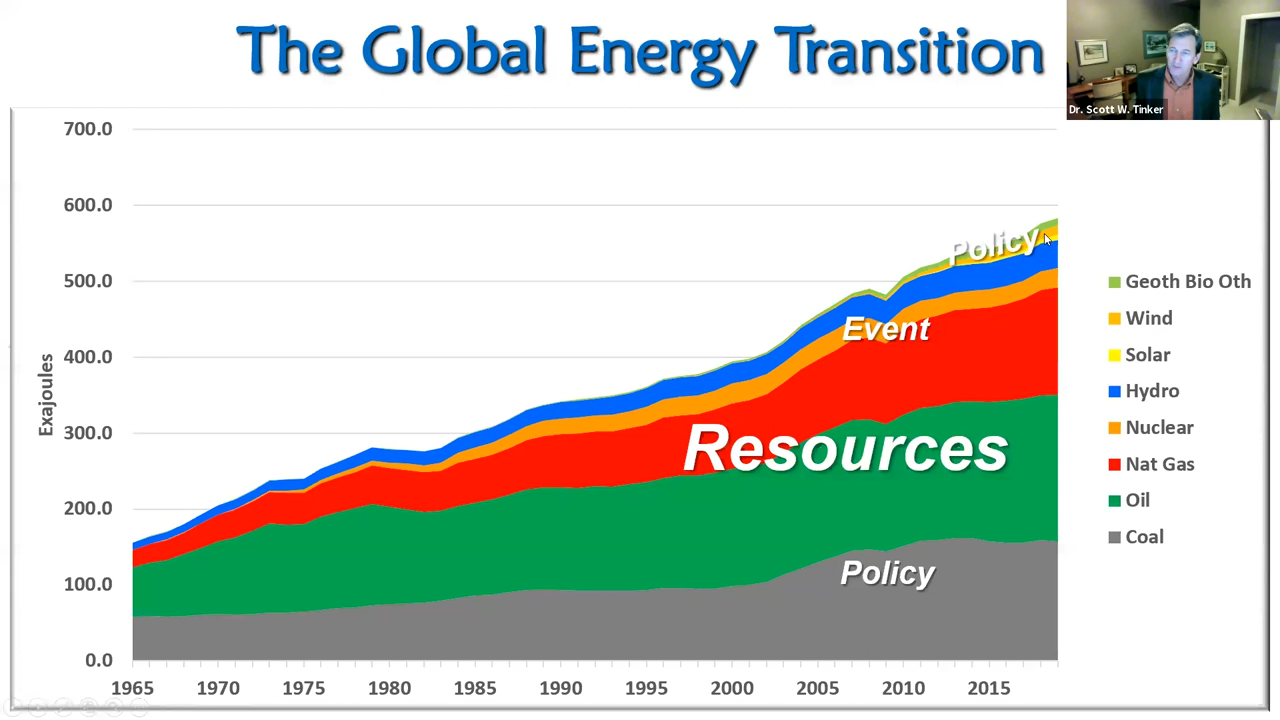 The Global Energy Transition
Dr. Scott W. Tinker
700.0
600.0
500.0
400.0
300.0
200.0
100.0
0.0
Exajoules
Policy
Event
Resources
Policy
Geoth Bio Oth
Wind
Solar
Hydro
Nuclear
Nat Gas
Oil
Coal
1965 1970 1975 1980 1985 1990 1995 2000 2005 2010 2015